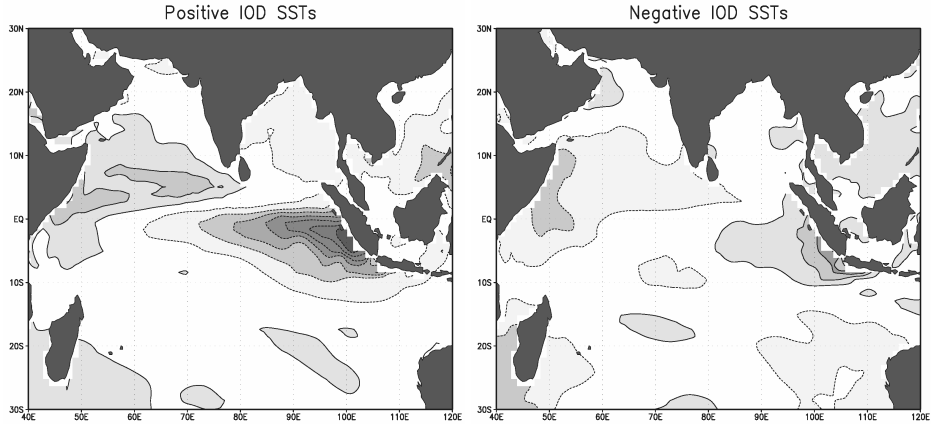 Positive IOD SSTs
Negative IOD SSTs
30N
20N
10N
EQ
10S
20S
30S
40E 50E 60E 70E 80E 90E 100E 110E 120E
30N
20N
10N
EQ
10S
20S
30S
40E 50E 60E 70E 80E 90E 100E 110E 120E